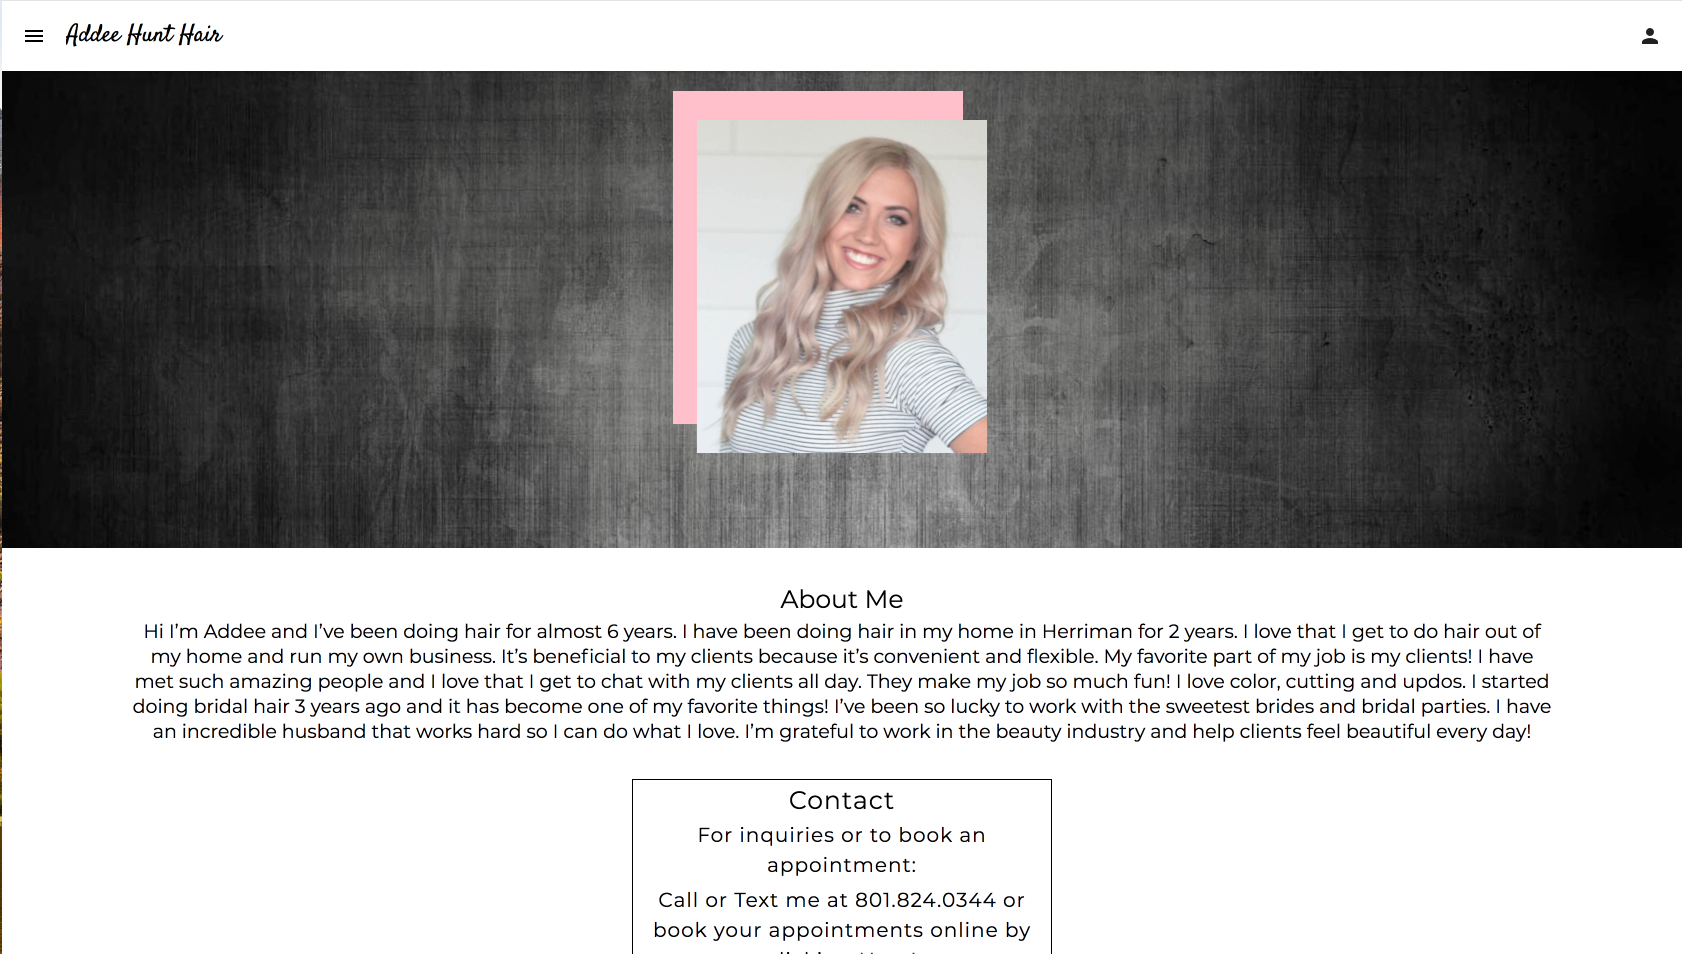 Addee Hunt Hair
About Me
Hi I’m Addee and I’ve been doing hair for almost 6 years. I have been doing hair in my home in Herriman for 2 years. I love that I get to do hair out of
my home and run my own business. It’s beneficial to my clients because it’s convenient and flexible. My favorite part of my job is my clients! I have
met such amazing people and I love that I get to chat with my clients all day. They make my job so much fun! I love color, cutting and updos. I started
doing bridal hair 3 years ago and it has become one of my favorite things! I’ve been so lucky to work with the sweetest brides and bridal parties. I have
an incredible husband that works hard so I can do what I love. I’m grateful to work in the beauty industry and help clients feel beautiful every day!
Contact
For inquiries or to book an
appointment:
Call or Text me at 801.824.0344 or
book your appointments online by